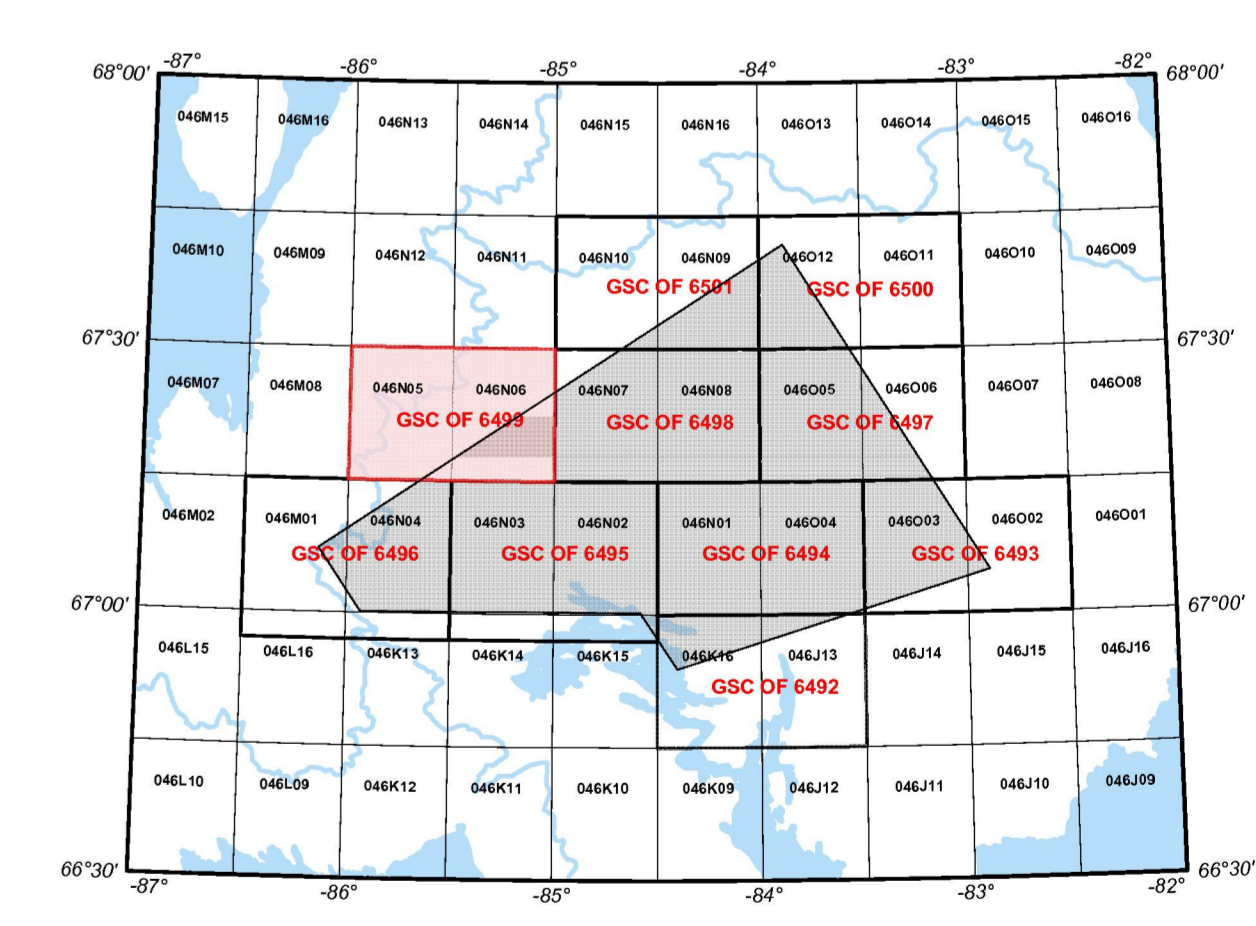 -87° -86° -85° -84° -83° -82°
68°00' 68°00'
046M15 046M16 046N13 046N14 046N15 046N16 046O13 046O14 046O15 046O16
046M10 046M09 046N12 046N11 046N10 046N09 046O12 046O11 046O10 046O09
GSC OF 6501 GSC OF 6500
67°30' 67°30'
046M07 046M08 046N05 046N06 046N07 046N08 046O05 046O06 046O07 046O08
GSC OF 6499 GSC OF 6498 GSC OF 6497
046M02 046M01 046N04 046N03 046N02 046N01 046O04 046O03 046O02 046O01
GSC OF 6496 GSC OF 6495 GSC OF 6494 GSC OF 6493
67°00' 67°00'
046L15 046L16 046K13 046K14 046K15 046K16 046J13 046J14 046J15 046J16
GSC OF 6492
046L10 046L09 046K12 046K11 046K10 046K09 046J12 046J11 046J10 046J09
66°30' 66°30'
-87° -86° -85° -84° -83° -82°